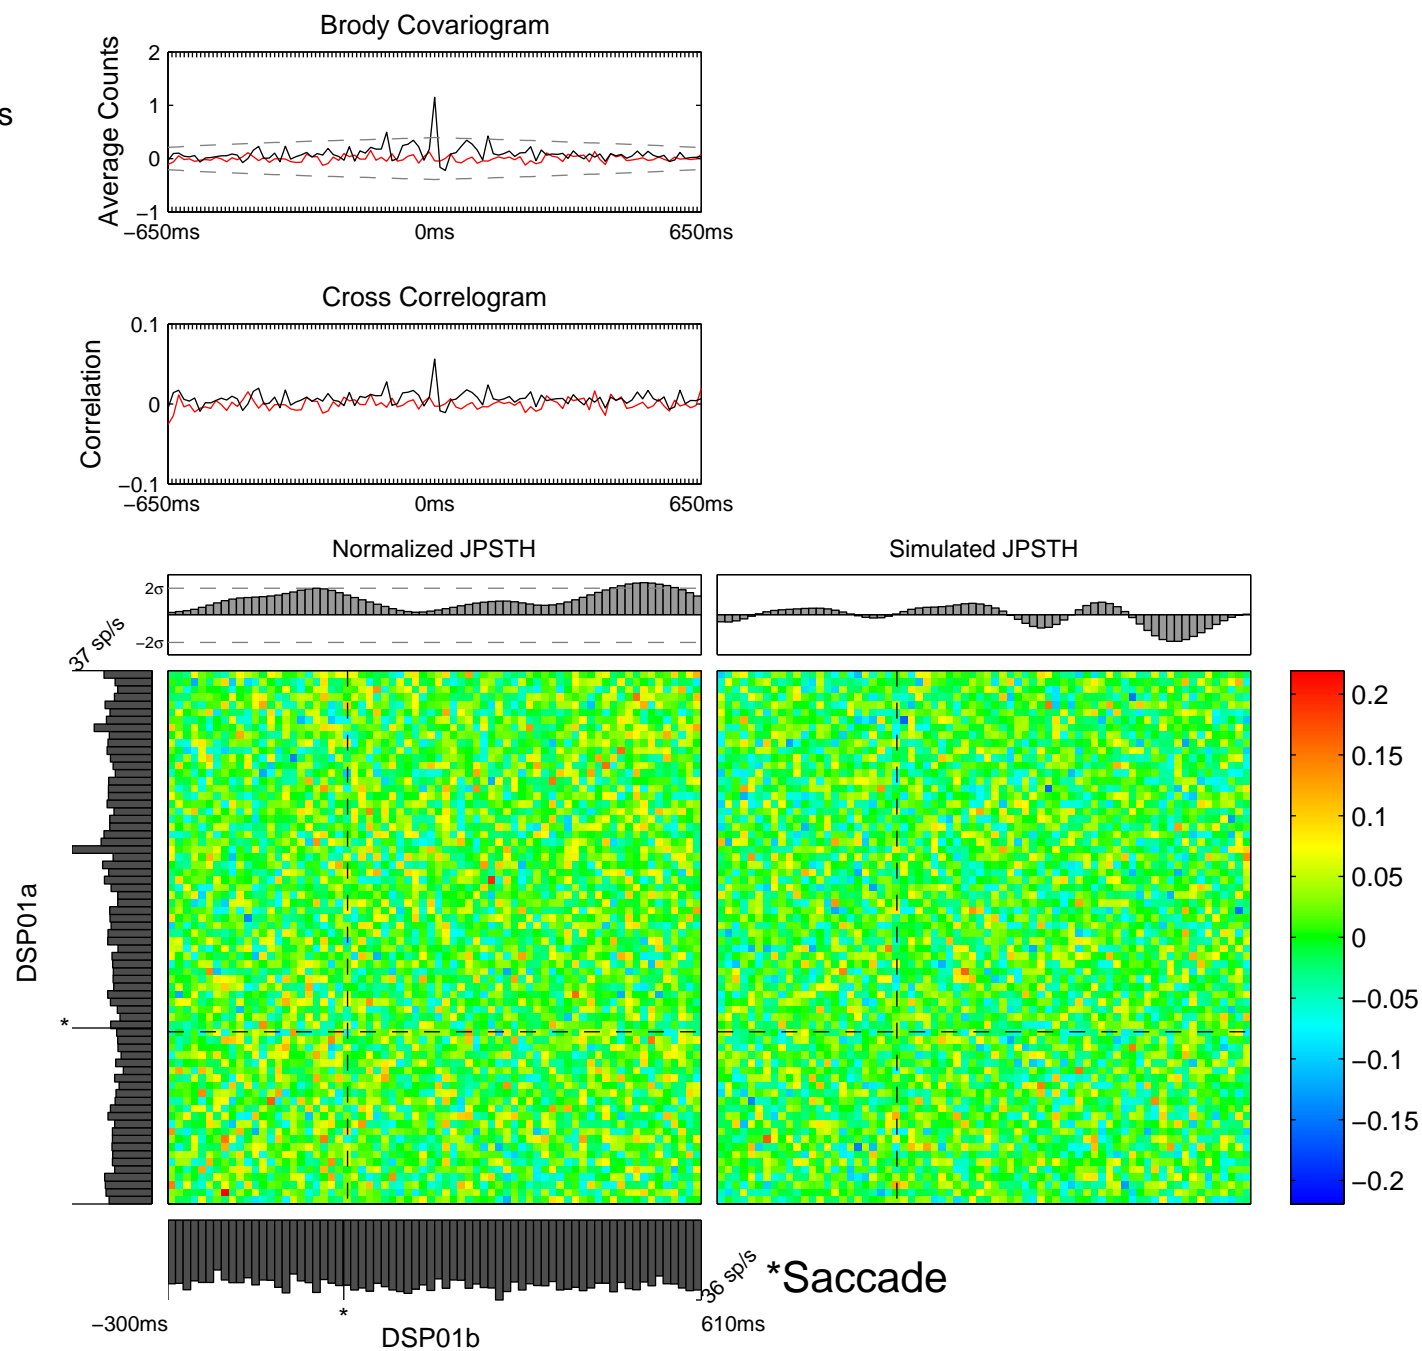 Brody Covariogram
Average Counts
2
1
0
−1
−650ms
0ms
650ms
s
Cross Correlogram
Correlation
0.1
0
−0.1
−650ms
0ms
650ms
Normalized JPSTH
Simulated JPSTH
2σ
−2σ
37 sp/s
DSP01a
*
0.2
0.15
0.1
0.05
0
−0.05
−0.1
−0.15
−0.2
36 sp/s
*Saccade
*
−300ms
DSP01b
610ms